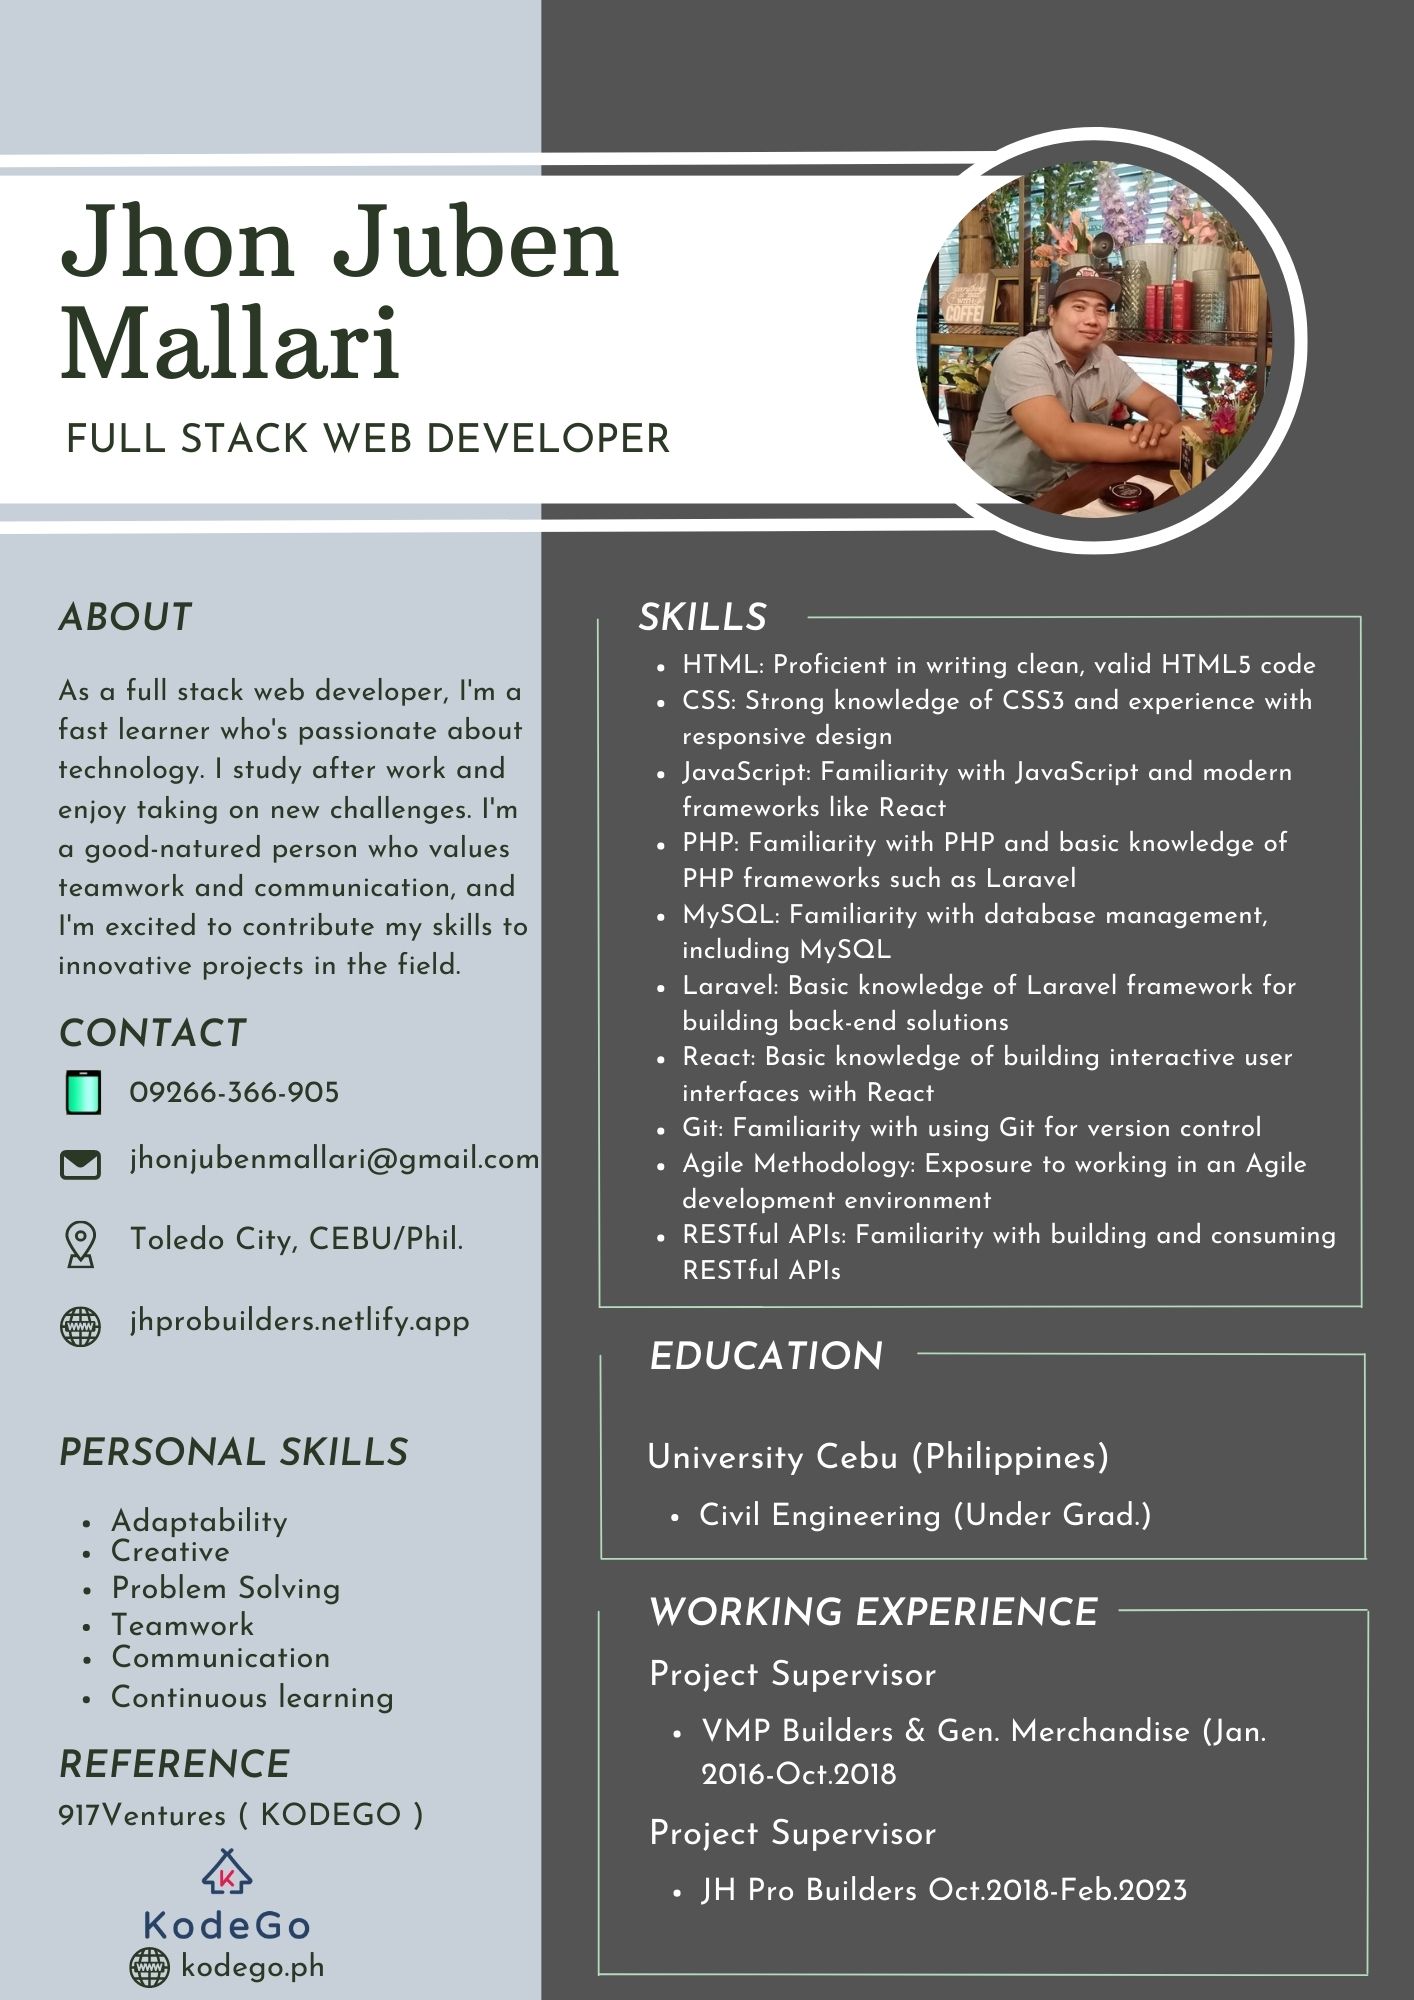 Jhon Juben
Mallari
FULL STACK WEB DEVELOPER
ABOUT
As a full stack web developer, I'm a
fast learner who's passionate about
technology. I study after work and
enjoy taking on new challenges. I'm
a good-natured person who values
teamwork and communication, and
I'm excited to contribute my skills to
innovative projects in the field.
CONTACT
09266-366-905
jhonjubenmallari@gmail.com
Toledo City, CEBU/Phil.
www
jhprobuilders.netlify.app
PERSONAL SKILLS
• Adaptability
• Creative
• Problem Solving
• Teamwork
• Communication
• Continuous learning
REFERENCE
917Ventures ( KODEGO )
K
KodeGo
www
kodego.ph
WITH
COFFEE
SKILLS
• HTML: Proficient in writing clean, valid HTML5 code
• CSS: Strong knowledge of CSS3 and experience with
responsive design
• JavaScript: Familiarity with JavaScript and modern
frameworks like React
• PHP: Familiarity with PHP and basic knowledge of
PHP frameworks such as Laravel
• MySQL: Familiarity with database management,
including MySQL
• Laravel: Basic knowledge of Laravel framework for
building back-end solutions
• React: Basic knowledge of building interactive user
interfaces with React
• Git: Familiarity with using Git for version control
• Agile Methodology: Exposure to working in an Agile
development environment
• RESTful APIs: Familiarity with building and consuming
RESTful APIs
EDUCATION
University Cebu (Philippines)
• Civil Engineering (Under Grad.)
WORKING EXPERIENCE
Project Supervisor
• VMP Builders & Gen. Merchandise (Jan.
2016-Oct.2018
Project Supervisor
• JH Pro Builders Oct.2018-Feb.2023